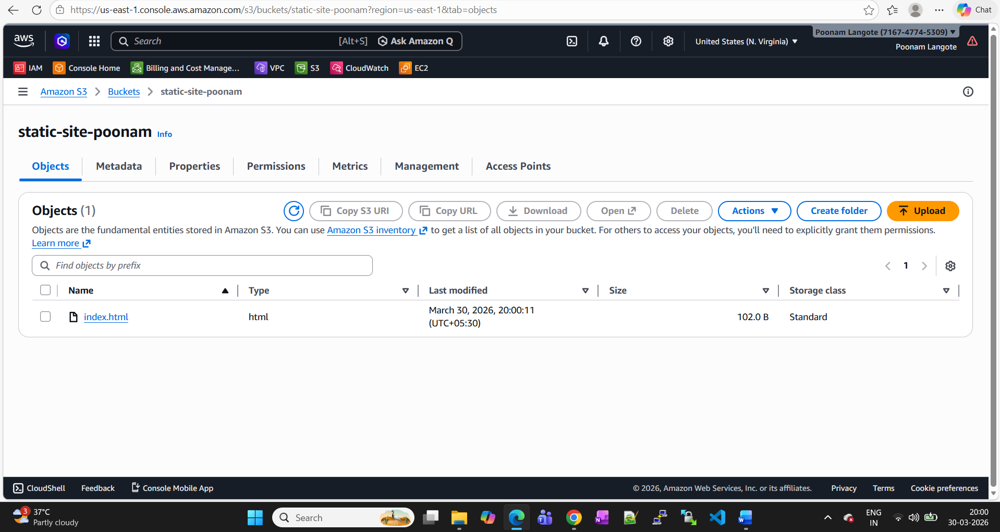 https://us-east-1.console.aws.amazon.com/s3/buckets/static-site-poonam?region=us-east-1&tab=objects
Chat
aws
Search [Alt+S] Ask Amazon Q
United States (N. Virginia)
Poonam Langote (7167-4774-5309)
Poonam Langote
IAM Console Home Billing and Cost Manage... VPC S3 CloudWatch EC2
Amazon S3 > Buckets > static-site-poonam
static-site-poonam Info
Objects Metadata Properties Permissions Metrics Management Access Points
Objects (1)
Copy S3 URI Copy URL Download Open Delete Actions Create folder Upload
Objects are the fundamental entities stored in Amazon S3. You can use Amazon S3 inventory to get a list of all objects in your bucket. For others to access your objects, you'll need to explicitly grant them permissions.
Learn more
Find objects by prefix
1
Name Type Last modified Size Storage class
index.html html March 30, 2026, 20:00:11 (UTC+05:30) 102.0 B Standard
CloudShell Feedback Console Mobile App © 2026, Amazon Web Services, Inc. or its affiliates. Privacy Terms Cookie preferences
3
37°C
Partly cloudy
Search
ENG
IN
20:00
30-03-2026